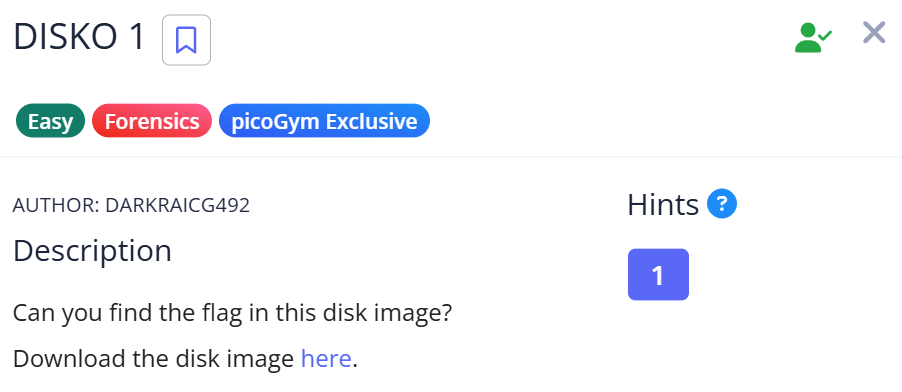 DISKO 1
Easy Forensics picoGym Exclusive
AUTHOR: DARKRAICG492
Hints ?
Description
1
Can you find the flag in this disk image?
Download the disk image here.